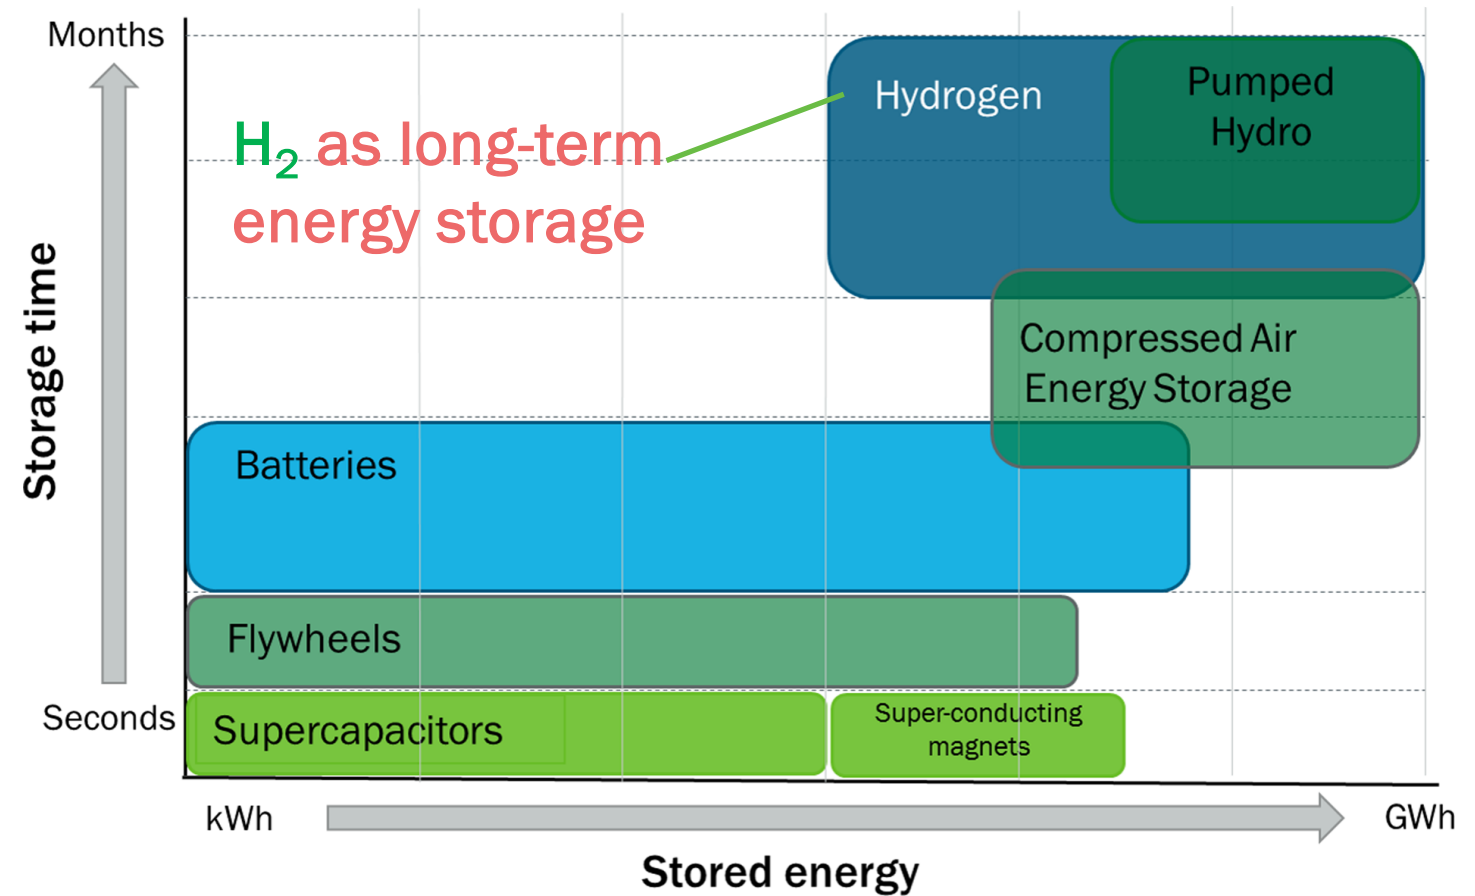 Months
Hydrogen
Pumped
Hydro
H₂ as long-term
energy storage
Storage time
Compressed Air
Energy Storage
Batteries
Flywheels
Seconds
Supercapacitors
Super-conducting
magnets
kWh
GWh
Stored energy